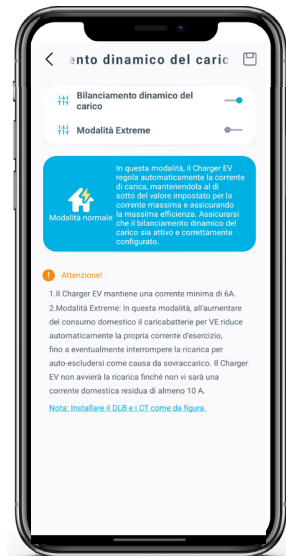 ento dinamico del caric
Bilanciamento dinamico del
carico
Modalità Extreme
In questa modalità, il Charger EV
regola automaticamente la corrente
di carica, mantenendola al di
sotto del valore impostato per la
corrente massima e assicurando
la massima efficienza. Assicurarsi
che il bilanciamento dinamico del
carico sia attivo e correttamente
configurato.
Modalità normale
Attenzione!
1.Il Charger EV mantiene una corrente minima di 6A.
2.Modalità Extreme: In questa modalità, all'aumentare
del consumo domestico il caricabatterie per VE riduce
automaticamente la propria corrente d'esercizio,
fino a eventualmente interrompere la ricarica per
auto-escludersi come causa da sovraccarico. Il Charger
EV non avvierà la ricarica finché non vi sarà una
corrente domestica residua di almeno 10 A.
Nota: Installare il DLB e i CT come da figura.